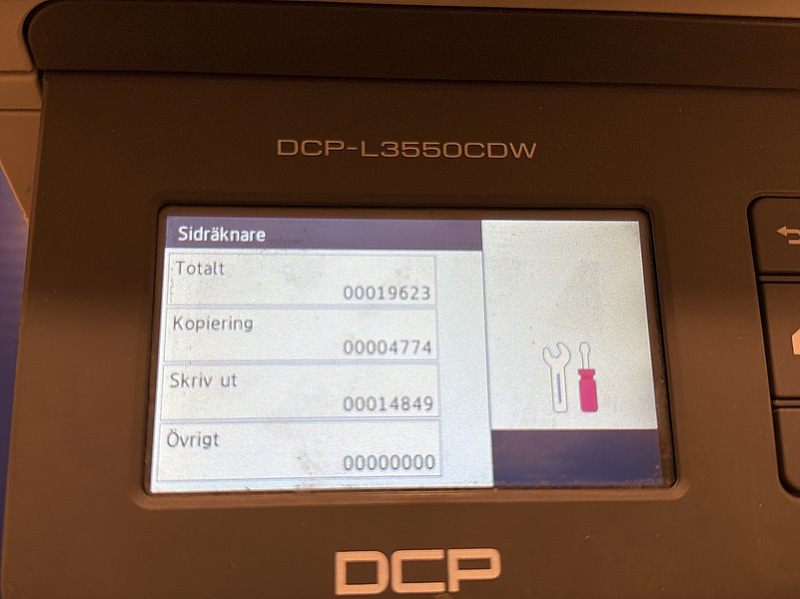 DCP-L3550CDW
Sidräknare
Totalt
00019623
Kopiering
00004774
Skriv ut
00014849
Övrigt
00000000
DCP